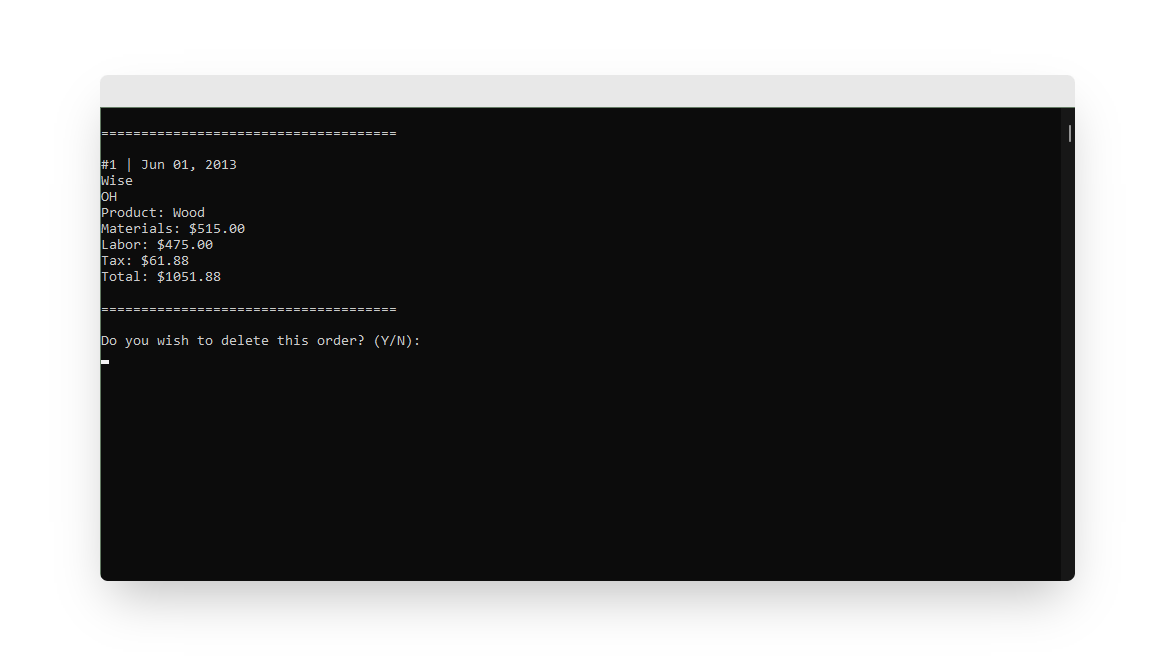 =====================================
#1 | Jun 01, 2013
Wise
OH
Product: Wood
Materials: $515.00
Labor: $475.00
Tax: $61.88
Total: $1051.88
=====================================
Do you wish to delete this order? (Y/N):